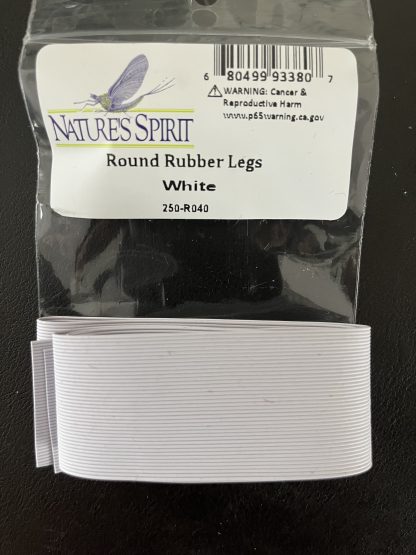 NATURE'S SPIRIT
6 80499 93380 7
WARNING: Cancer &
Reproductive Harm
www.p65warning.ca.gov
Round Rubber Legs
White
250-R040